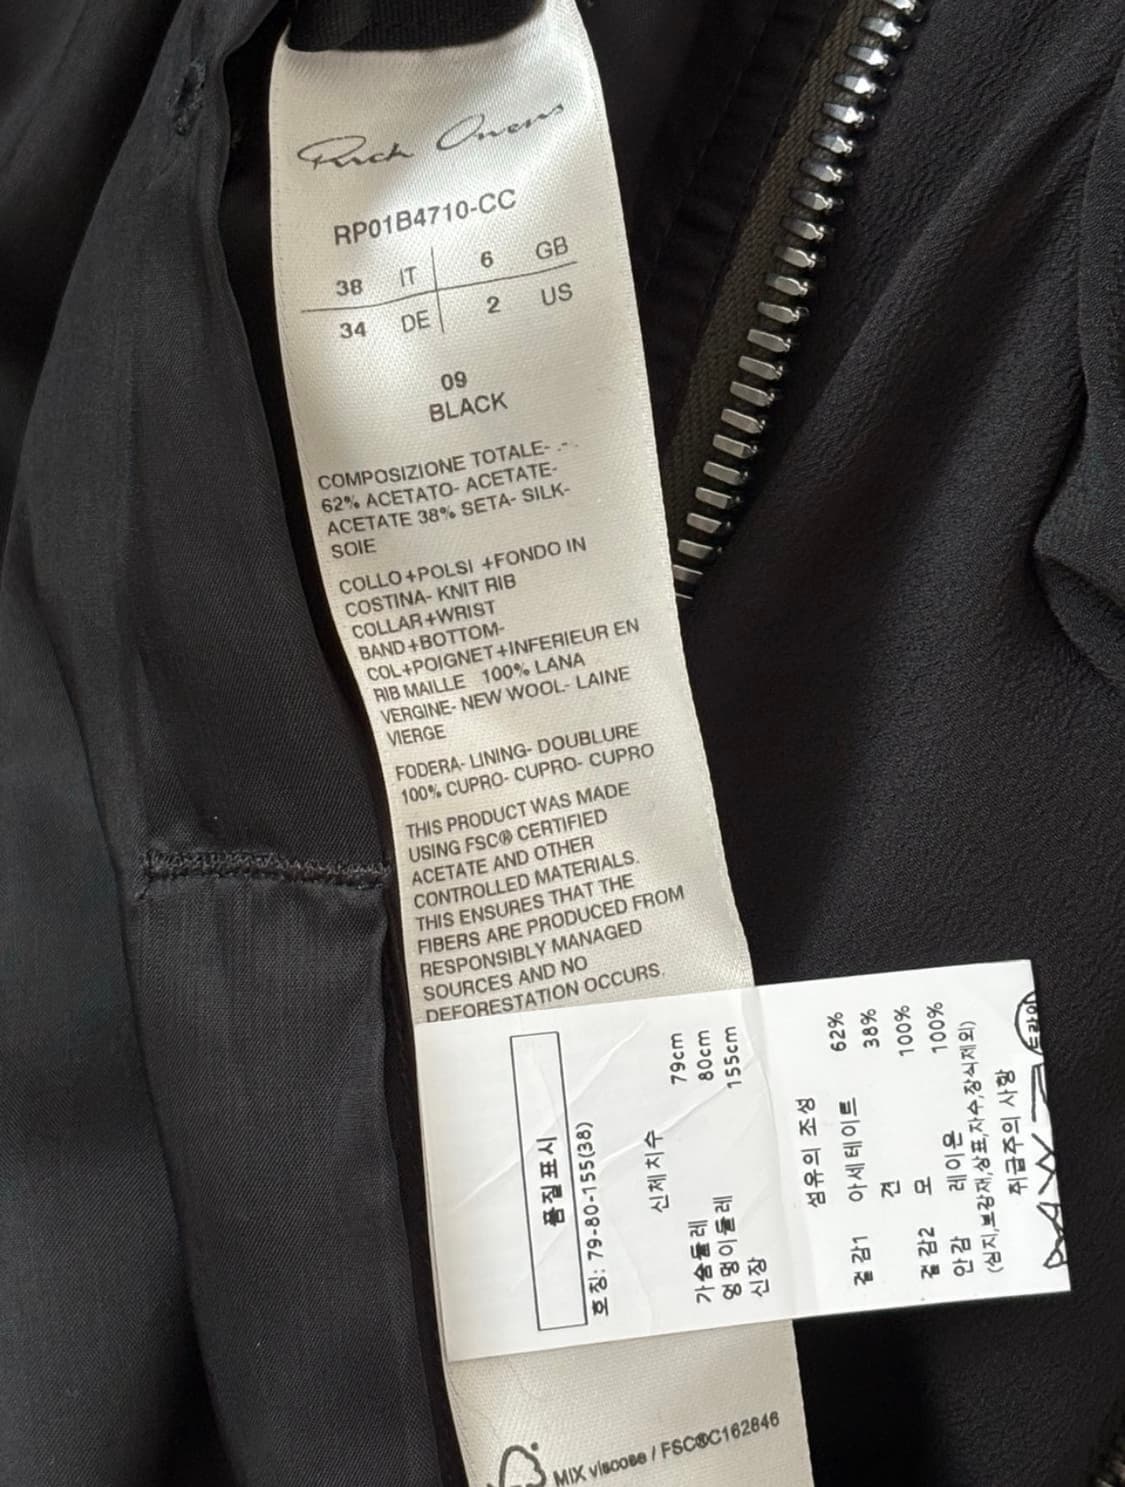 Rick Owens
RP01B4710-CC
38 IT 6 GB
34 DE 2 US
09
BLACK
COMPOSIZIONE TOTALE- .-.
62% ACETATO- ACETATE-
ACETATE 38% SETA- SILK-
SOIE
COLLO+POLSI +FONDO IN
COSTINA- KNIT RIB
COLLAR+WRIST
BAND+BOTTOM-
COL+POIGNET+INFERIEUR EN
RIB MAILLE 100% LANA
VERGINE- NEW WOOL- LAINE
VIERGE
FODERA- LINING- DOUBLURE
100% CUPRO- CUPRO- CUPRO
THIS PRODUCT WAS MADE
USING FSC® CERTIFIED
ACETATE AND OTHER
CONTROLLED MATERIALS.
THIS ENSURES THAT THE
FIBERS ARE PRODUCED FROM
RESPONSIBLY MANAGED
SOURCES AND NO
DEFORESTATION OCCURS.
품질표시
호칭: 79-80-155(38)
신체치수
가슴둘레 79cm
엉덩이둘레 80cm
신장 155cm
섬유의 조성
겉감1 아세테이트 62%
견 38%
겉감2 모 100%
안감 레이온 100%
(심지,보강재,상표,자수,장식제외)
취급주의 사항
드라이
MIX viscose / FSC®C162846